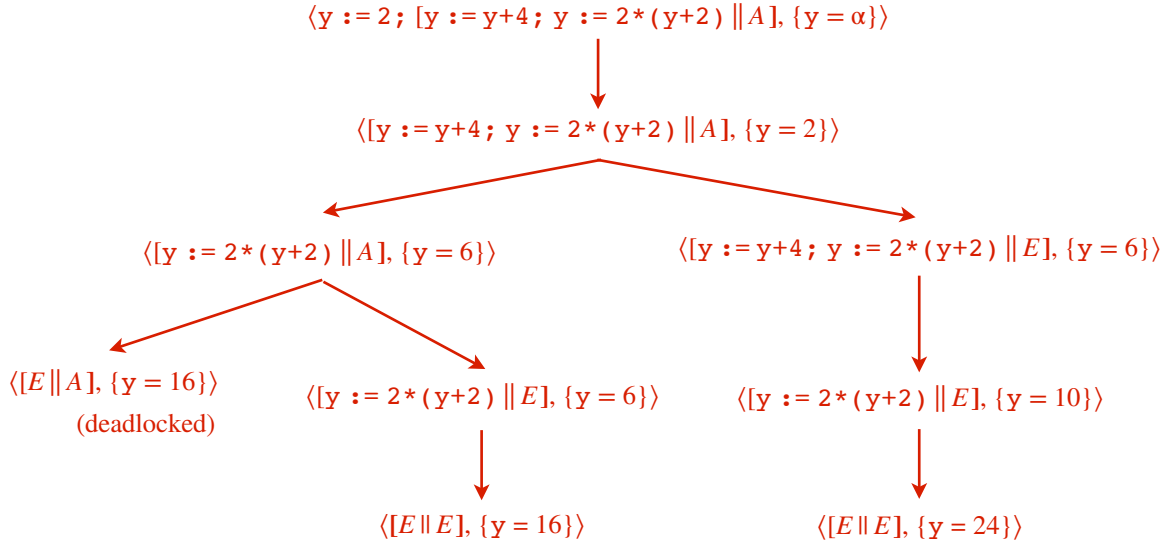 ⟨y := 2; [y := y+4; y := 2*(y+2) ‖ A], {y = α}⟩
⟨[y := y+4; y := 2*(y+2) ‖ A], {y = 2}⟩
⟨[y := 2*(y+2) ‖ A], {y = 6}⟩
⟨[y := y+4; y := 2*(y+2) ‖ E], {y = 6}⟩
⟨[E ‖ A], {y = 16}⟩
(deadlocked)
⟨[y := 2*(y+2) ‖ E], {y = 6}⟩
⟨[y := 2*(y+2) ‖ E], {y = 10}⟩
⟨[E ‖ E], {y = 16}⟩
⟨[E ‖ E], {y = 24}⟩